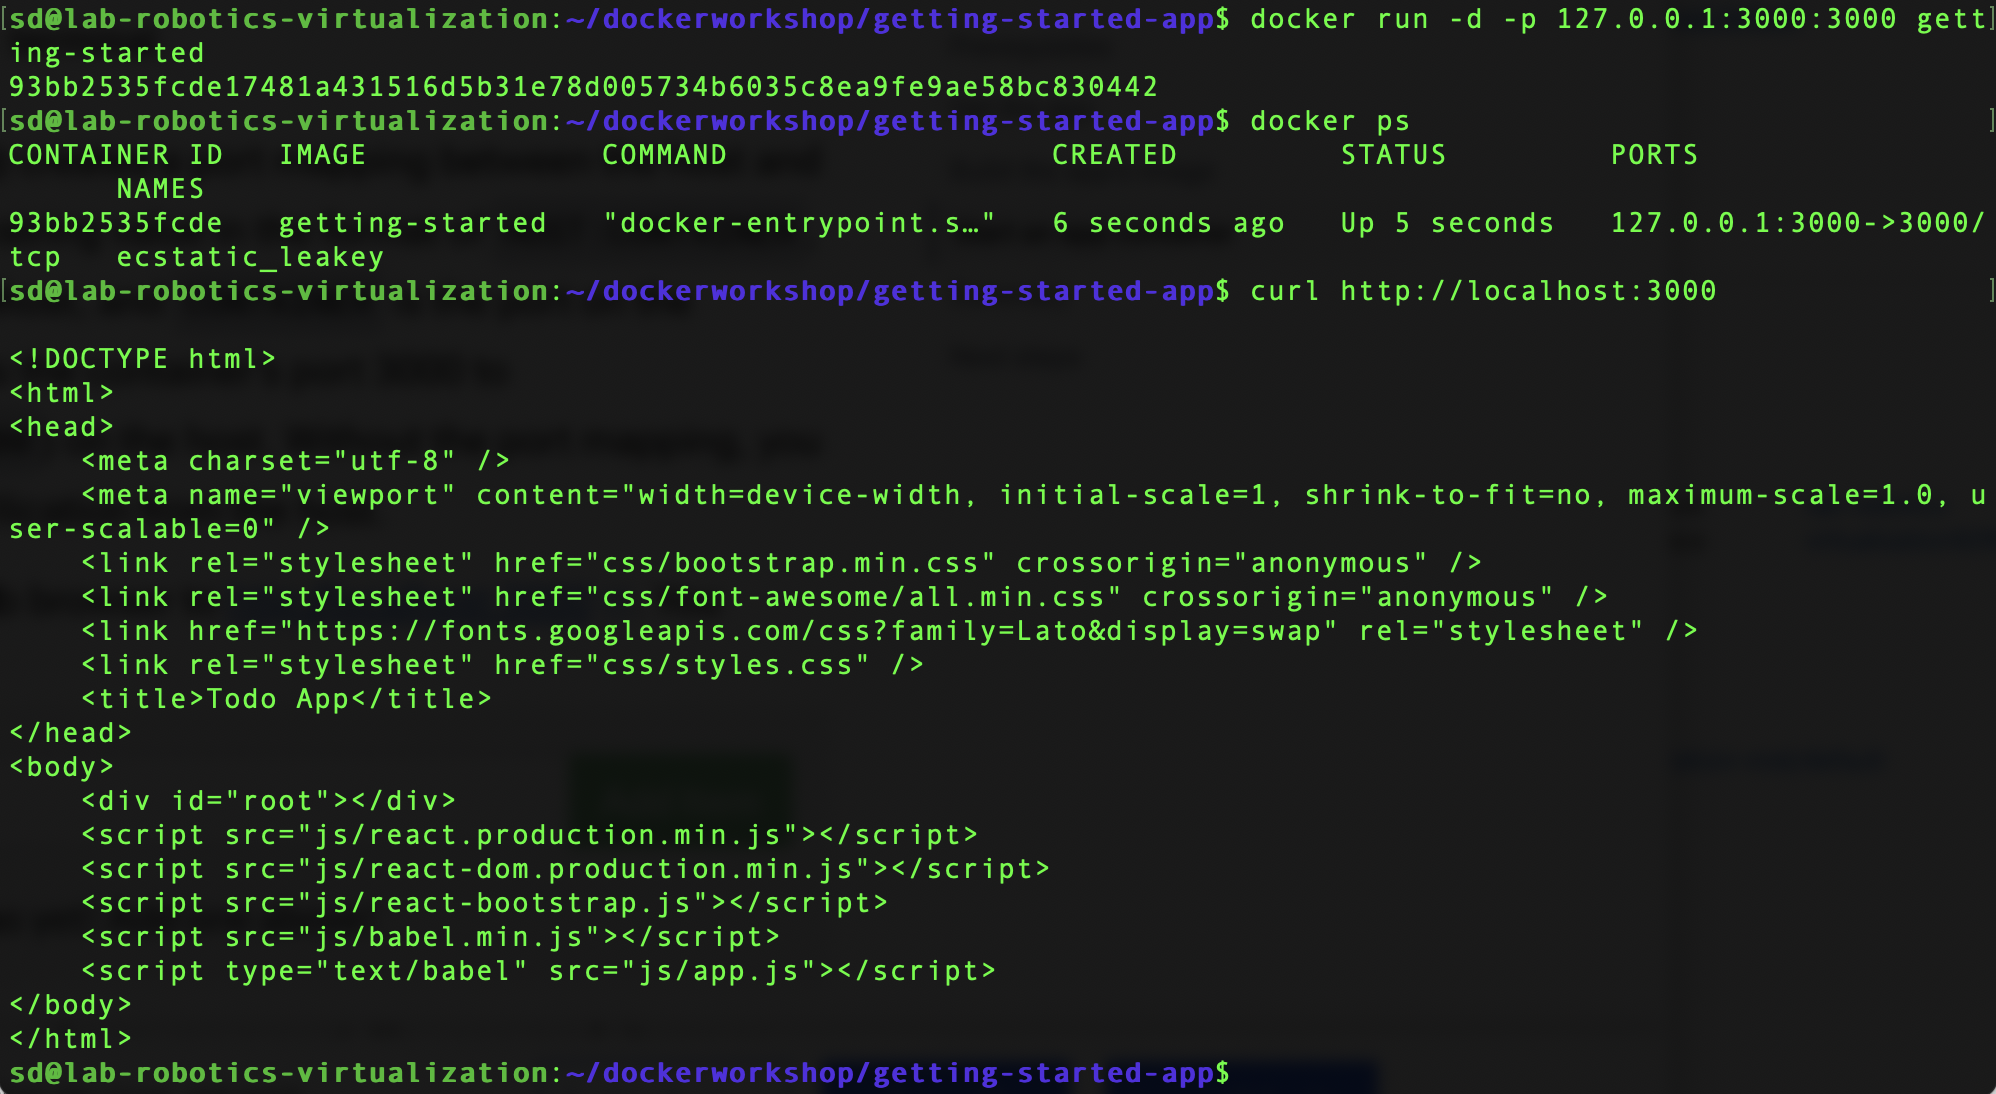 [sd@lab-robotics-virtualization:~/dockerworkshop/getting-started-app$ docker run -d -p 127.0.0.1:3000:3000 gett]
ing-started
93bb2535fcde17481a431516d5b31e78d005734b6035c8ea9fe9ae58bc830442
[sd@lab-robotics-virtualization:~/dockerworkshop/getting-started-app$ docker ps ]
CONTAINER ID   IMAGE             COMMAND                  CREATED         STATUS         PORTS
      NAMES
93bb2535fcde   getting-started   "docker-entrypoint.s…"   6 seconds ago   Up 5 seconds   127.0.0.1:3000->3000/
tcp   ecstatic_leakey
[sd@lab-robotics-virtualization:~/dockerworkshop/getting-started-app$ curl http://localhost:3000 ]
<!DOCTYPE html>
<html>
<head>
    <meta charset="utf-8" />
    <meta name="viewport" content="width=device-width, initial-scale=1, shrink-to-fit=no, maximum-scale=1.0, u
ser-scalable=0" />
    <link rel="stylesheet" href="css/bootstrap.min.css" crossorigin="anonymous" />
    <link rel="stylesheet" href="css/font-awesome/all.min.css" crossorigin="anonymous" />
    <link href="https://fonts.googleapis.com/css?family=Lato&display=swap" rel="stylesheet" />
    <link rel="stylesheet" href="css/styles.css" />
    <title>Todo App</title>
</head>
<body>
    <div id="root"></div>
    <script src="js/react.production.min.js"></script>
    <script src="js/react-dom.production.min.js"></script>
    <script src="js/react-bootstrap.js"></script>
    <script src="js/babel.min.js"></script>
    <script type="text/babel" src="js/app.js"></script>
</body>
</html>
sd@lab-robotics-virtualization:~/dockerworkshop/getting-started-app$